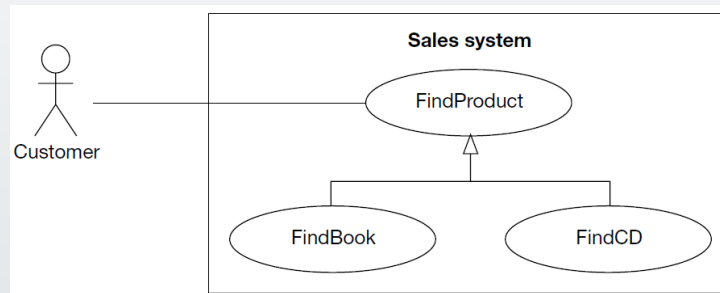 Sales system
FindProduct
Customer
FindBook
FindCD